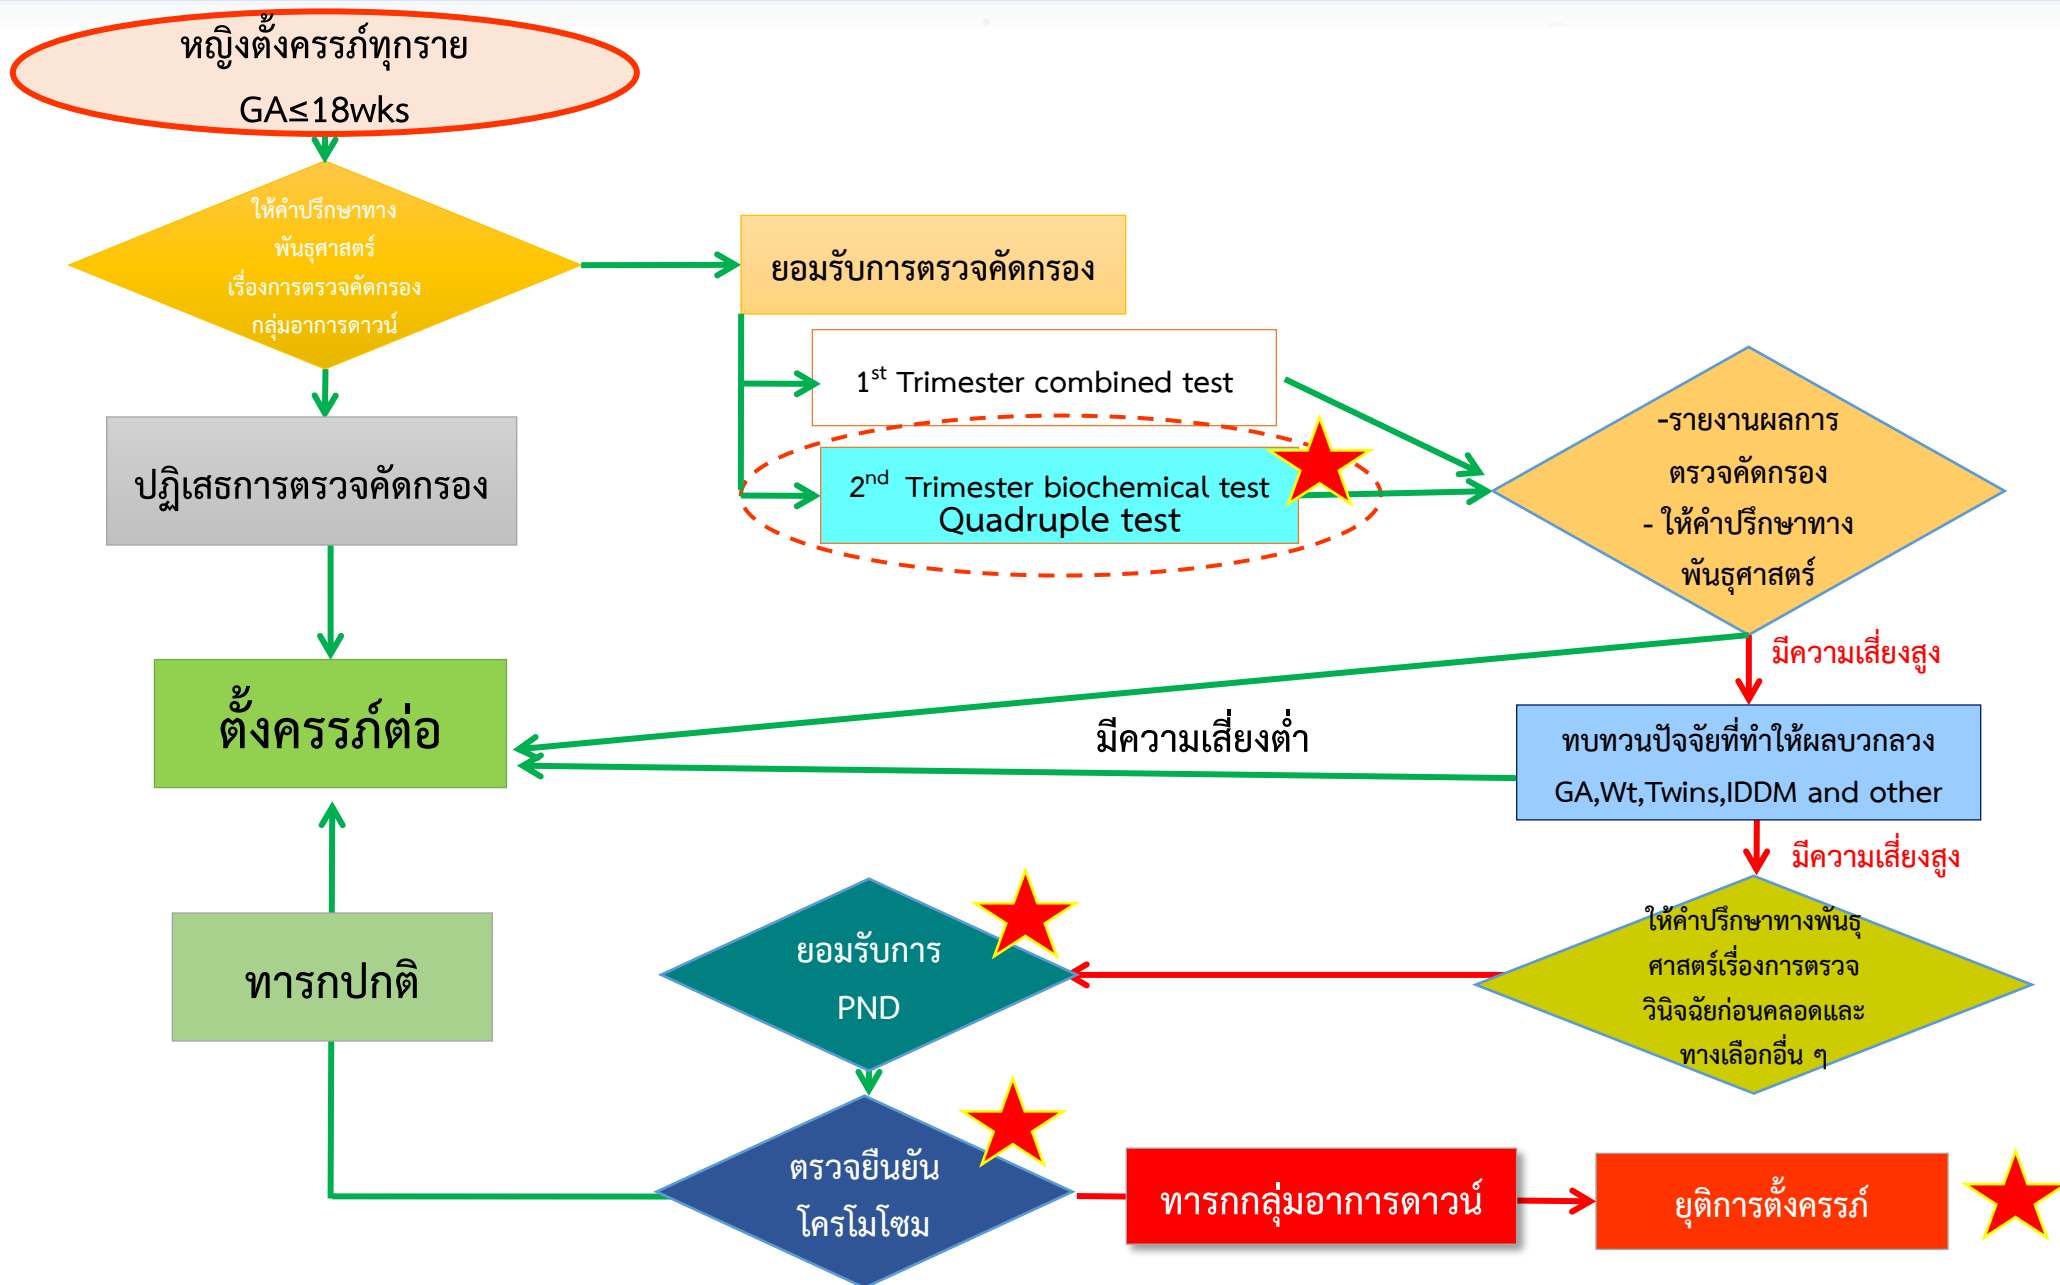 หญิงตั้งครรภ์ทุกราย
GA≤18wks
ให้คำปรึกษาทาง
พันธุศาสตร์
เรื่องการตรวจคัดกรอง
กลุ่มอาการดาวน์
ยอมรับการตรวจคัดกรอง
1st Trimester combined test
2nd Trimester biochemical test
Quadruple test
-รายงานผลการ
ตรวจคัดกรอง
- ให้คำปรึกษาทาง
พันธุศาสตร์
ปฏิเสธการตรวจคัดกรอง
มีความเสี่ยงสูง
ตั้งครรภ์ต่อ
มีความเสี่ยงต่ำ
ทบทวนปัจจัยที่ทำให้ผลบวกลวง
GA,Wt,Twins,IDDM and other
มีความเสี่ยงสูง
ให้คำปรึกษาทางพันธุ
ศาสตร์เรื่องการตรวจ
วินิจฉัยก่อนคลอดและ
ทางเลือกอื่น ๆ
ยอมรับการ
PND
ทารกปกติ
ตรวจยืนยัน
โครโมโซม
ทารกกลุ่มอาการดาวน์
ยุติการตั้งครรภ์